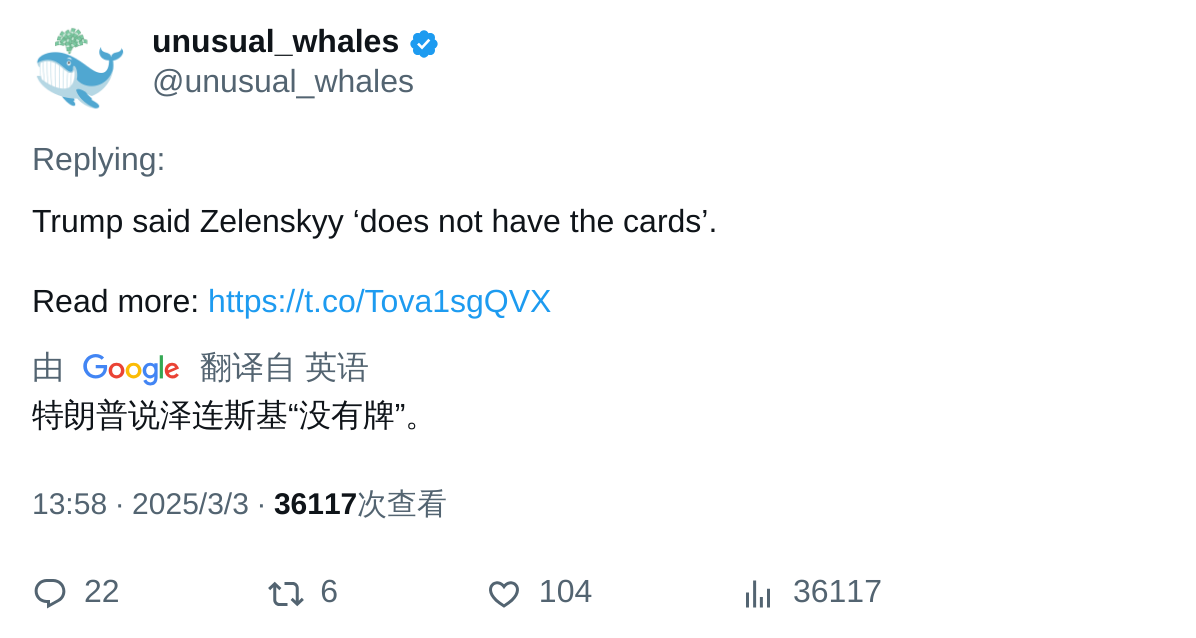 unusual_whales
@unusual_whales
Replying:
Trump said Zelenskyy ‘does not have the cards’.
Read more: https://t.co/Tova1sgQVX
由 Google 翻译自 英语
特朗普说泽连斯基“没有牌”。
13:58 · 2025/3/3 · 36117次查看
22 6 104 36117